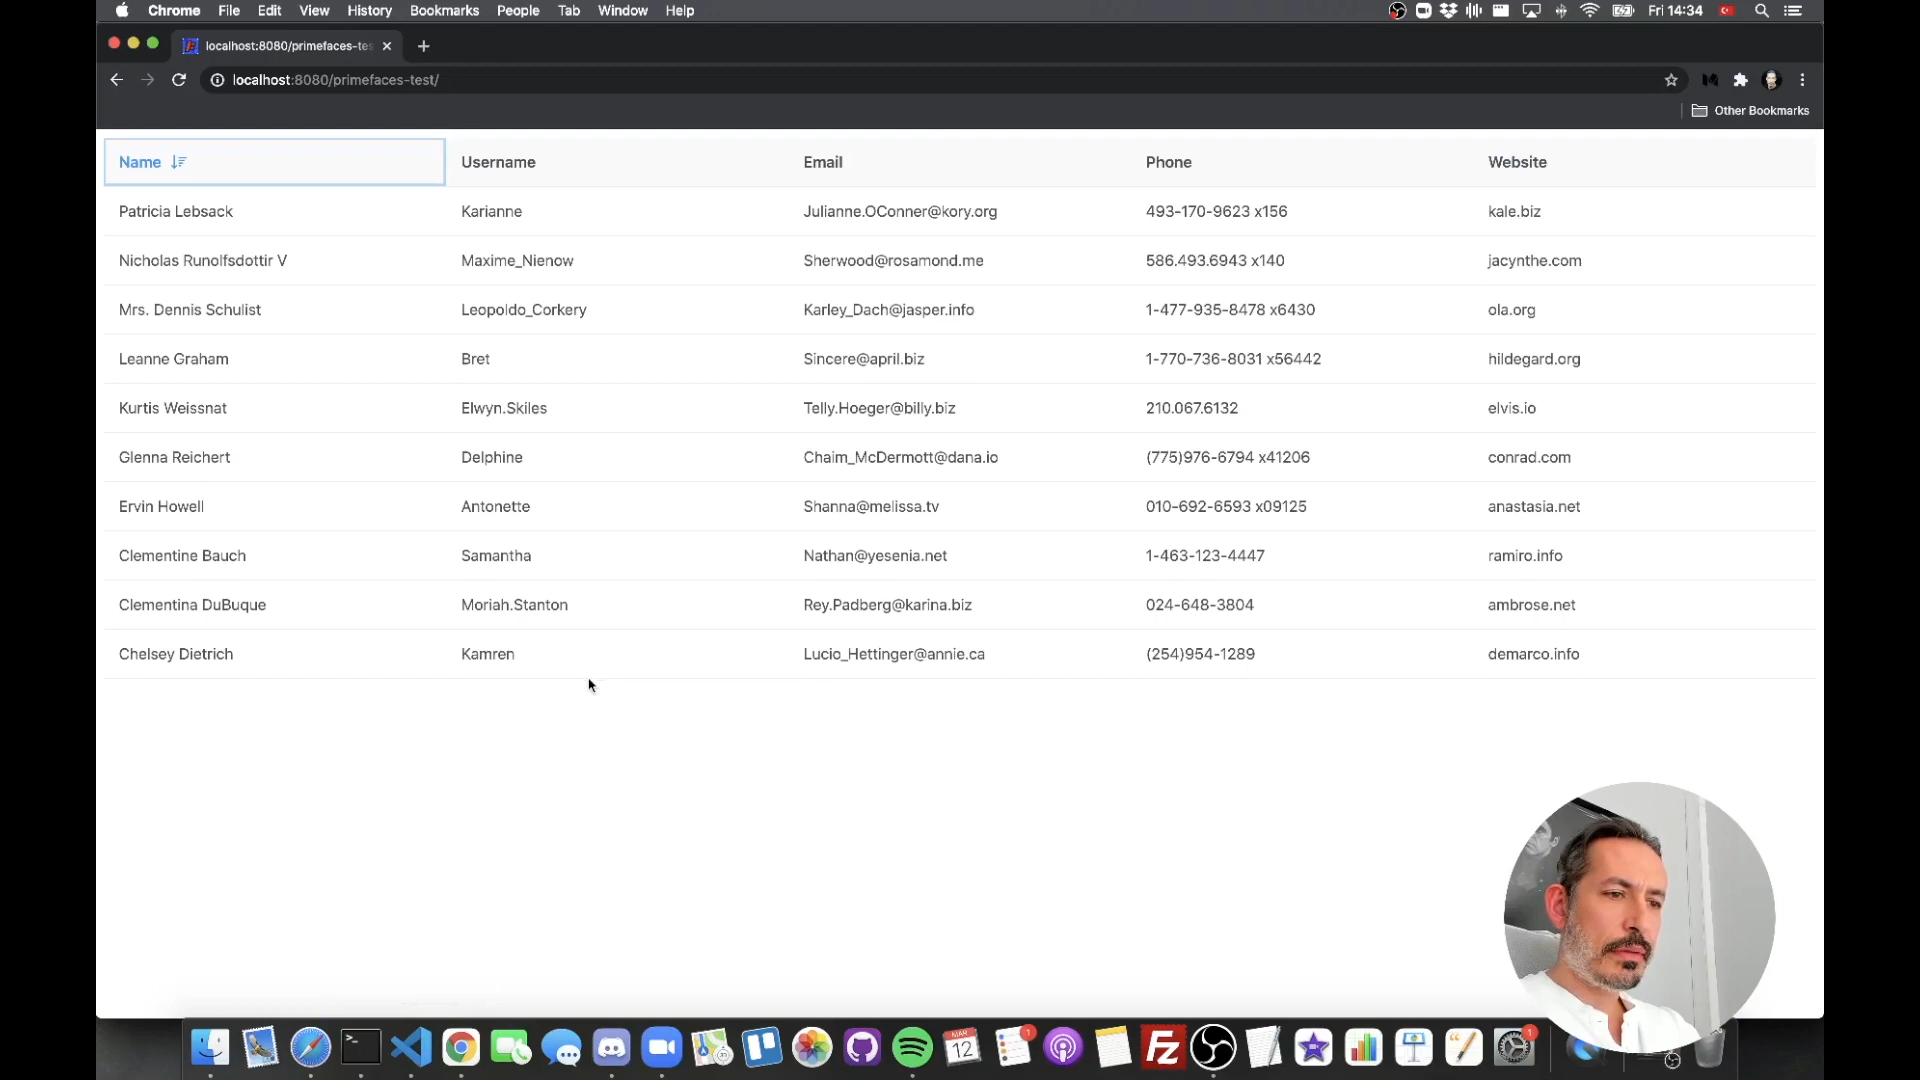 Chrome File Edit View History Bookmarks People Tab Window Help Fri 14:34
localhost:8080/primefaces-tes
localhost:8080/primefaces-test/
Other Bookmarks
Name Username Email Phone Website
Patricia Lebsack Karianne Julianne.OConner@kory.org 493-170-9623 x156 kale.biz
Nicholas Runolfsdottir V Maxime_Nienow Sherwood@rosamond.me 586.493.6943 x140 jacynthe.com
Mrs. Dennis Schulist Leopoldo_Corkery Karley_Dach@jasper.info 1-477-935-8478 x6430 ola.org
Leanne Graham Bret Sincere@april.biz 1-770-736-8031 x56442 hildegard.org
Kurtis Weissnat Elwyn.Skiles Telly.Hoeger@billy.biz 210.067.6132 elvis.io
Glenna Reichert Delphine Chaim_McDermott@dana.io (775)976-6794 x41206 conrad.com
Ervin Howell Antonette Shanna@melissa.tv 010-692-6593 x09125 anastasia.net
Clementine Bauch Samantha Nathan@yesenia.net 1-463-123-4447 ramiro.info
Clementina DuBuque Moriah.Stanton Rey.Padberg@karina.biz 024-648-3804 ambrose.net
Chelsey Dietrich Kamren Lucio_Hettinger@annie.ca (254)954-1289 demarco.info
MAR 1 1
12 FZ